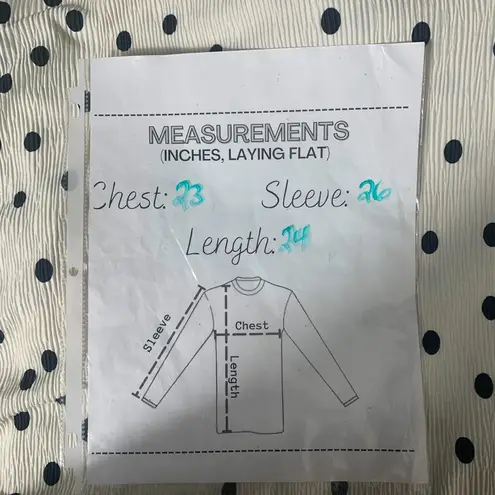 MEASUREMENTS
(INCHES, LAYING FLAT)
Chest: 23 Sleeve: 26
Length: 24
Sleeve
Chest
Length